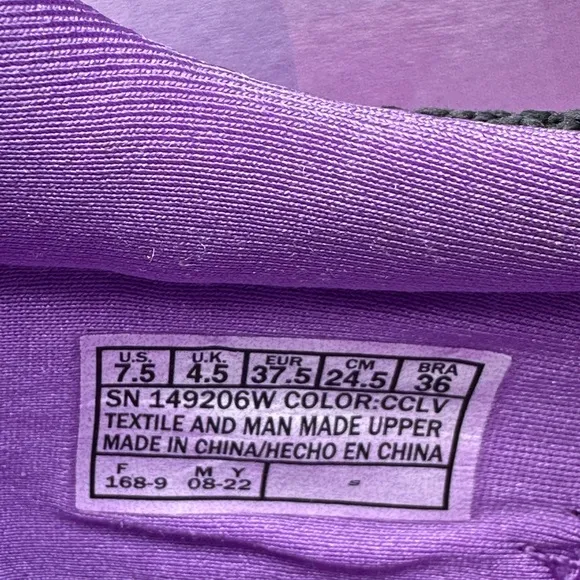 U.S. U.K. EUR CM BRA
7.5 4.5 37.5 24.5 36
SN 149206W COLOR:CCLV
TEXTILE AND MAN MADE UPPER
MADE IN CHINA/HECHO EN CHINA
F M Y
168-9 08-22